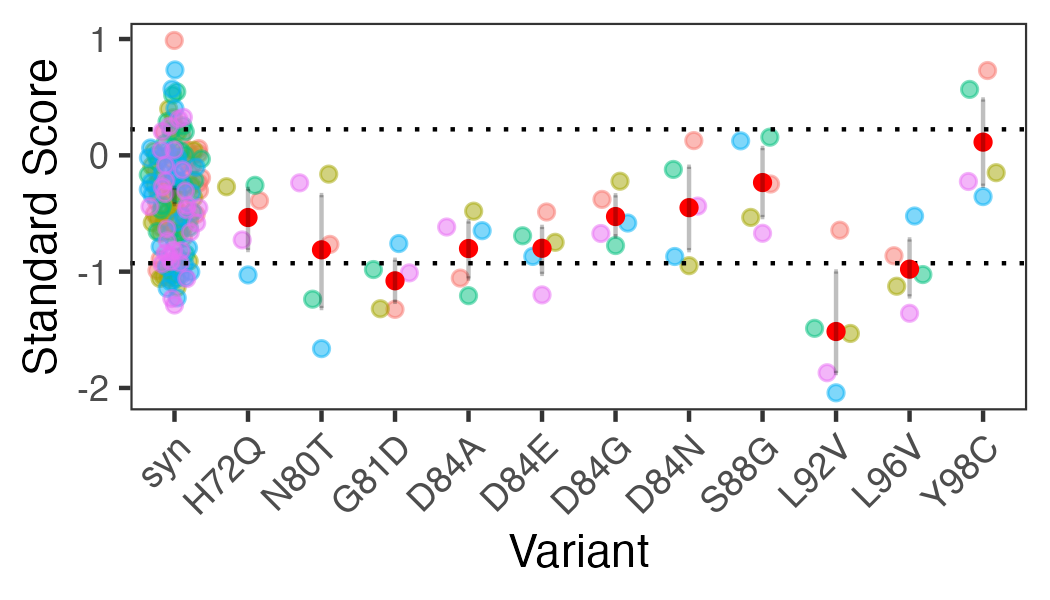 Standard Score
1
0
-1
-2
syn
H72Q
N80T
G81D
D84A
D84E
D84G
D84N
S88G
L92V
L96V
Y98C
Variant